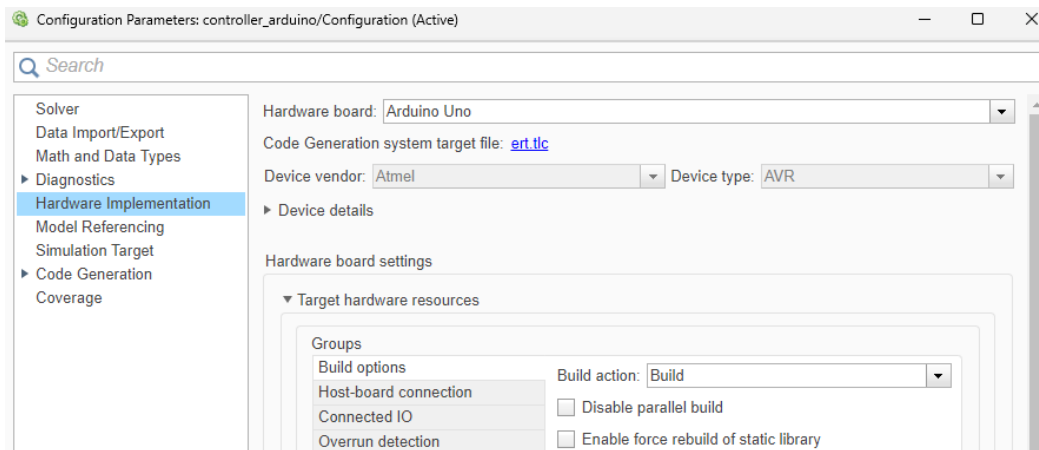 Configuration Parameters: controller_arduino/Configuration (Active)
Search
Solver
Data Import/Export
Math and Data Types
Diagnostics
Hardware Implementation
Model Referencing
Simulation Target
Code Generation
Coverage
Hardware board: Arduino Uno
Code Generation system target file: ert.tlc
Device vendor: Atmel Device type: AVR
Device details
Hardware board settings
Target hardware resources
Groups
Build options
Host-board connection
Connected IO
Overrun detection
Build action: Build
Disable parallel build
Enable force rebuild of static library